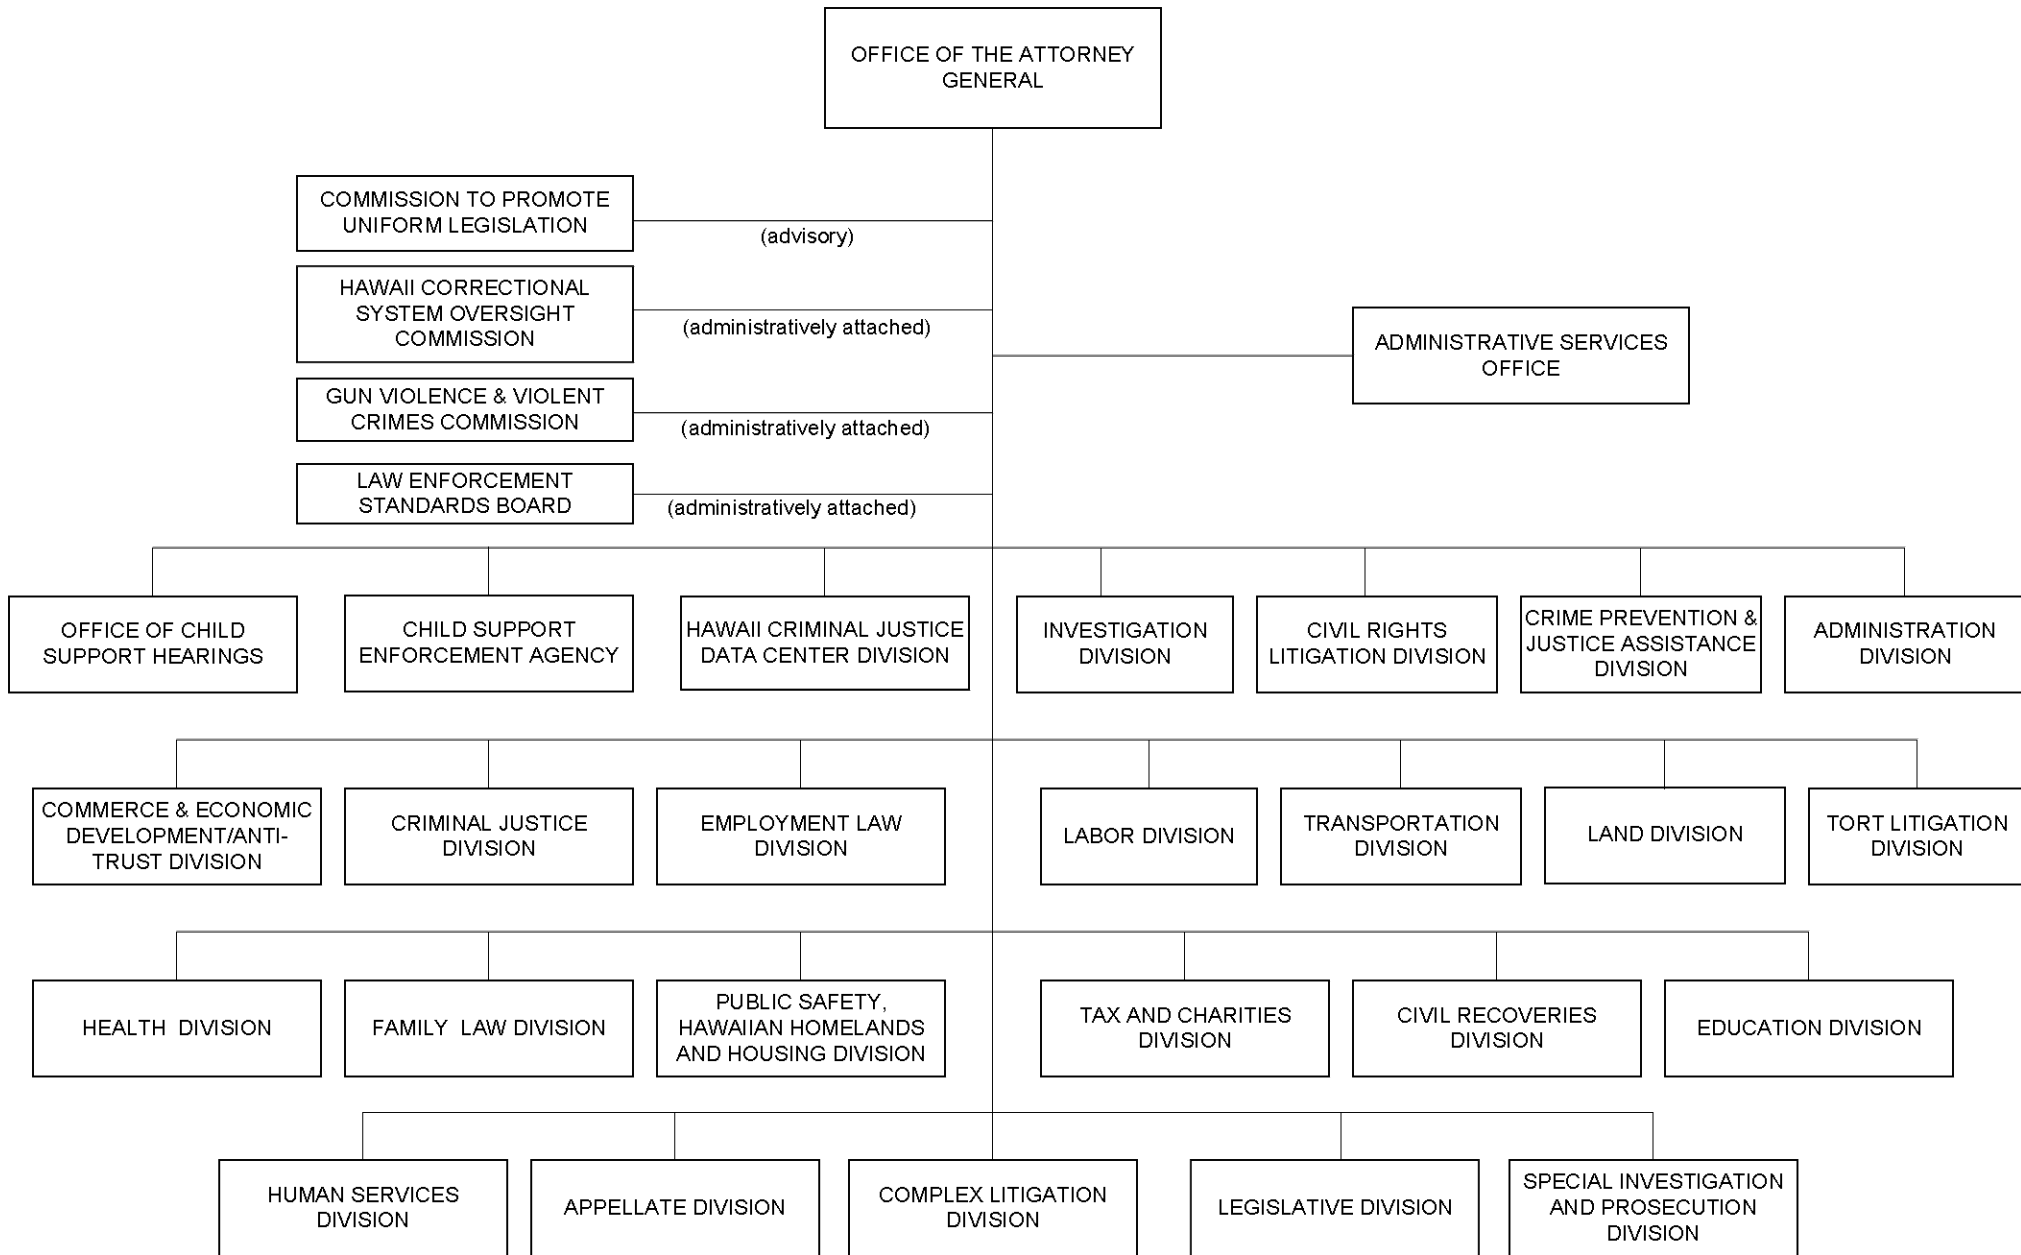 OFFICE OF THE ATTORNEY
GENERAL
COMMISSION TO PROMOTE
UNIFORM LEGISLATION
(advisory)
HAWAII CORRECTIONAL
SYSTEM OVERSIGHT
COMMISSION
(administratively attached)
ADMINISTRATIVE SERVICES
OFFICE
GUN VIOLENCE & VIOLENT
CRIMES COMMISSION
(administratively attached)
LAW ENFORCEMENT
STANDARDS BOARD
(administratively attached)
OFFICE OF CHILD
SUPPORT HEARINGS
CHILD SUPPORT
ENFORCEMENT AGENCY
HAWAII CRIMINAL JUSTICE
DATA CENTER DIVISION
INVESTIGATION
DIVISION
CIVIL RIGHTS
LITIGATION DIVISION
CRIME PREVENTION &
JUSTICE ASSISTANCE
DIVISION
ADMINISTRATION
DIVISION
COMMERCE & ECONOMIC
DEVELOPMENT/ANTI-
TRUST DIVISION
CRIMINAL JUSTICE
DIVISION
EMPLOYMENT LAW
DIVISION
LABOR DIVISION
TRANSPORTATION
DIVISION
LAND DIVISION
TORT LITIGATION
DIVISION
HEALTH DIVISION
FAMILY LAW DIVISION
PUBLIC SAFETY,
HAWAIIAN HOMELANDS
AND HOUSING DIVISION
TAX AND CHARITIES
DIVISION
CIVIL RECOVERIES
DIVISION
EDUCATION DIVISION
HUMAN SERVICES
DIVISION
APPELLATE DIVISION
COMPLEX LITIGATION
DIVISION
LEGISLATIVE DIVISION
SPECIAL INVESTIGATION
AND PROSECUTION
DIVISION